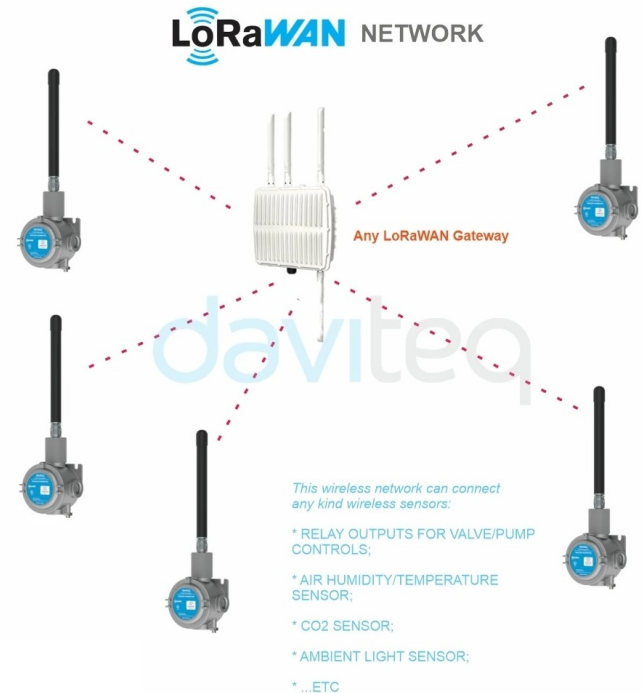 LoRaWAN NETWORK
Any LoRaWAN Gateway
daviteq
This wireless network can connect
any kind wireless sensors:
* RELAY OUTPUTS FOR VALVE/PUMP
CONTROLS;
* AIR HUMIDITY/TEMPERATURE
SENSOR;
* CO2 SENSOR;
* AMBIENT LIGHT SENSOR;
* ...ETC